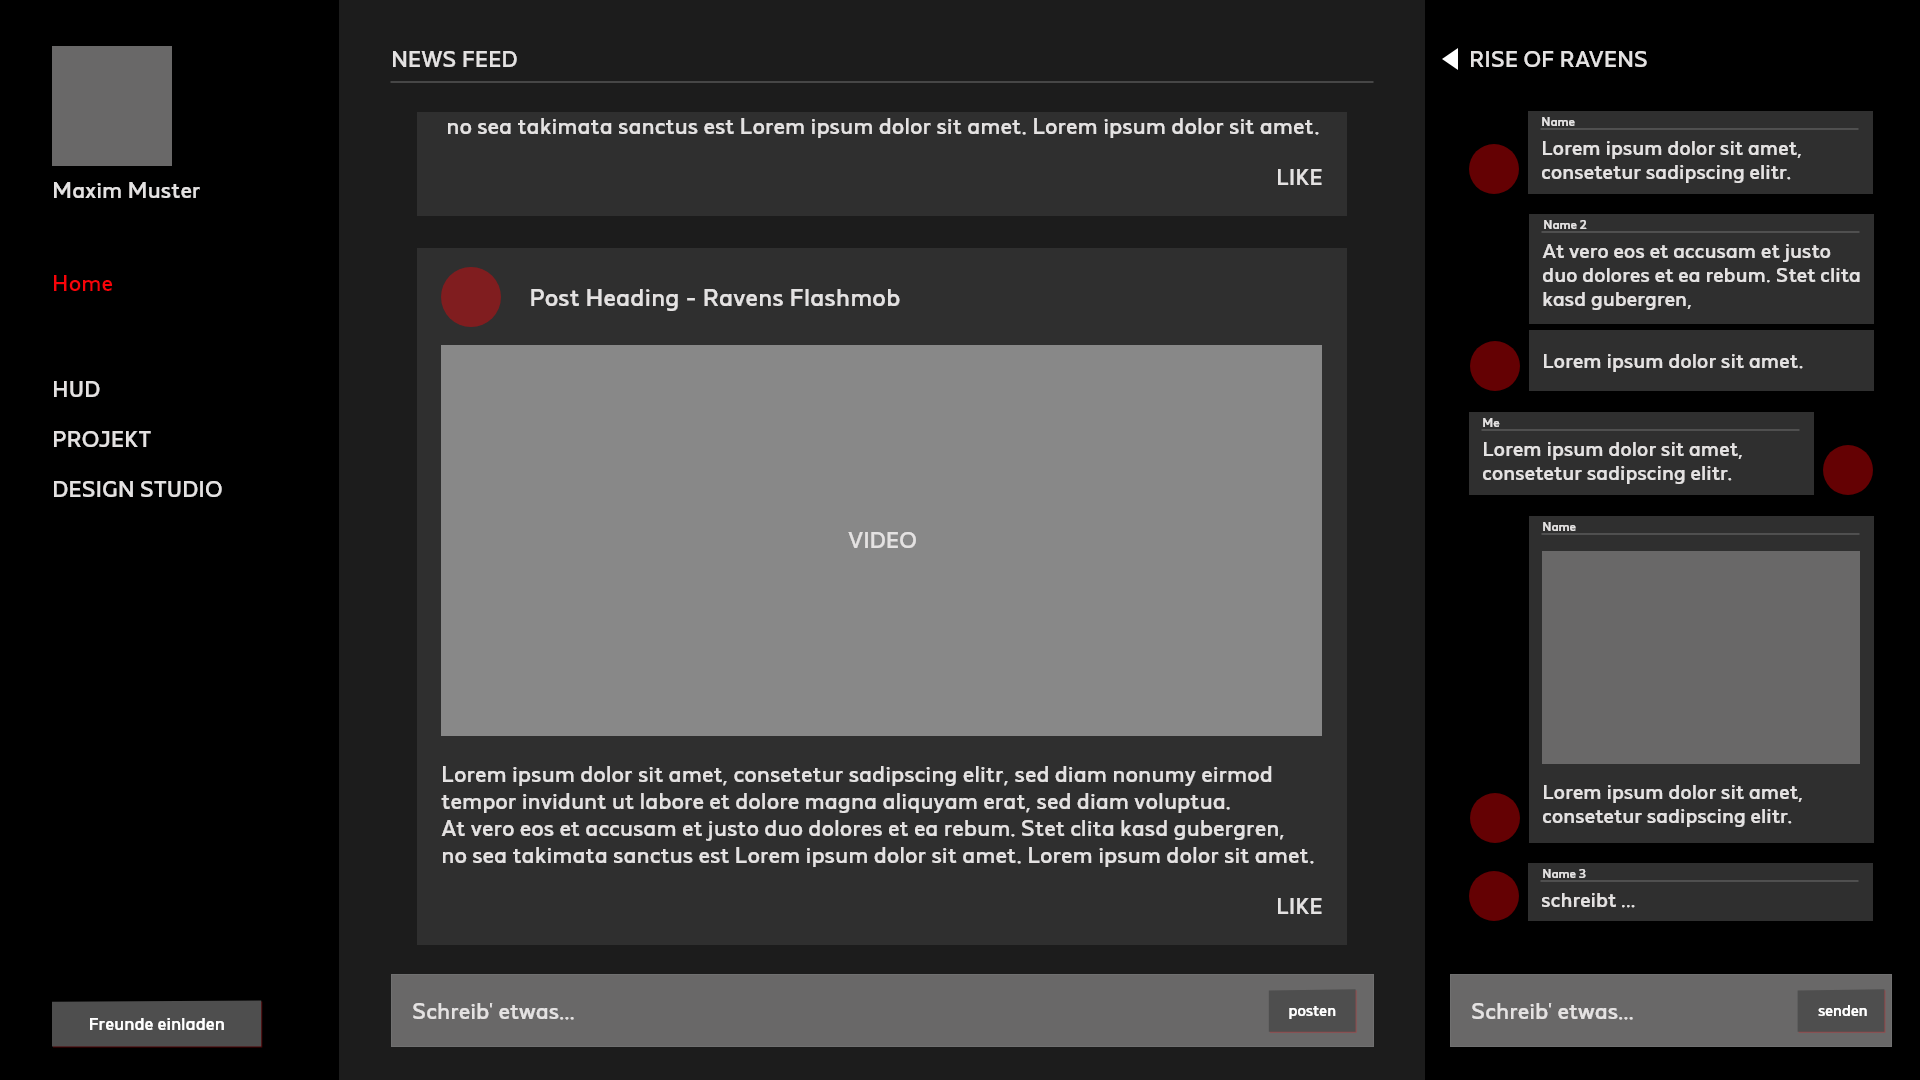 Maxim Muster
Home
HUD
PROJEKT
DESIGN STUDIO
Freunde einladen
NEWS FEED
no sea takimata sanctus est Lorem ipsum dolor sit amet. Lorem ipsum dolor sit amet.
LIKE
Post Heading - Ravens Flashmob
VIDEO
Lorem ipsum dolor sit amet, consetetur sadipscing elitr, sed diam nonumy eirmod
tempor invidunt ut labore et dolore magna aliquyam erat, sed diam voluptua.
At vero eos et accusam et justo duo dolores et ea rebum. Stet clita kasd gubergren,
no sea takimata sanctus est Lorem ipsum dolor sit amet. Lorem ipsum dolor sit amet.
LIKE
Schreib' etwas...
posten
RISE OF RAVENS
Name
Lorem ipsum dolor sit amet,
consetetur sadipscing elitr.
Name 2
At vero eos et accusam et justo
duo dolores et ea rebum. Stet clita
kasd gubergren,
Lorem ipsum dolor sit amet.
Me
Lorem ipsum dolor sit amet,
consetetur sadipscing elitr.
Name
Lorem ipsum dolor sit amet,
consetetur sadipscing elitr.
Name 3
schreibt ...
Schreib' etwas...
senden